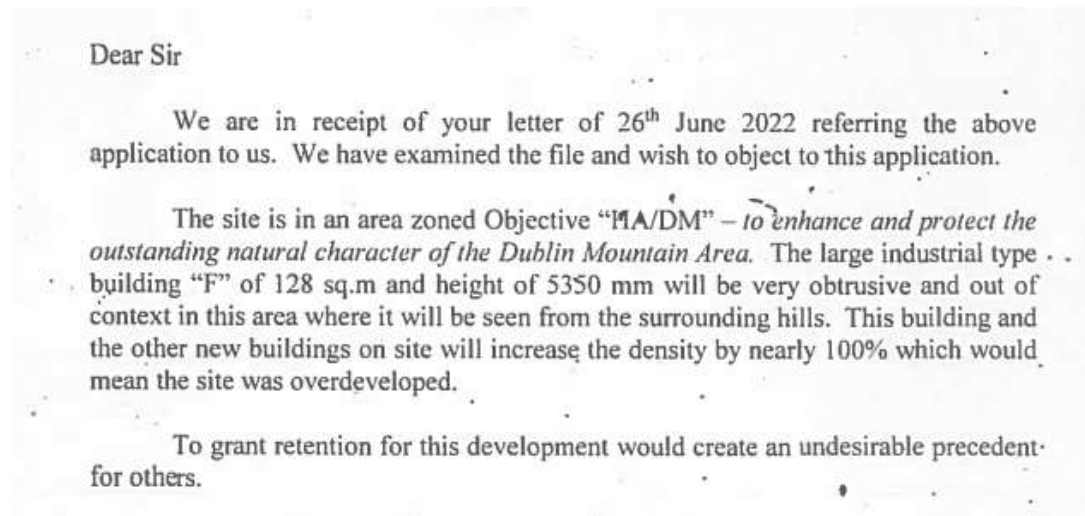 Dear Sir
We are in receipt of your letter of 26th June 2022 referring the above
application to us. We have examined the file and wish to object to this application.
The site is in an area zoned Objective “HA/DM” – to enhance and protect the
outstanding natural character of the Dublin Mountain Area. The large industrial type
building “F” of 128 sq.m and height of 5350 mm will be very obtrusive and out of
context in this area where it will be seen from the surrounding hills. This building and
the other new buildings on site will increase the density by nearly 100% which would
mean the site was overdeveloped.
To grant retention for this development would create an undesirable precedent
for others.